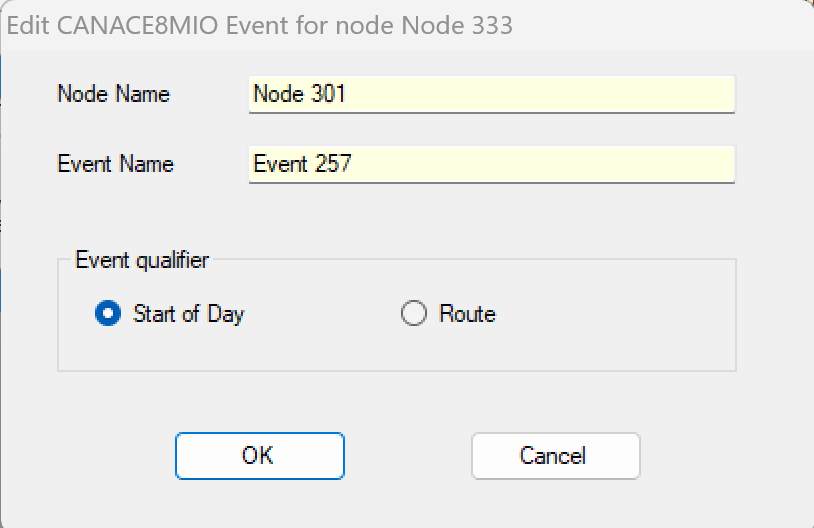 Edit CANACE8MIO Event for node Node 333
Node Name
Node 301
Event Name
Event 257
Event qualifier
Start of Day
Route
OK
Cancel